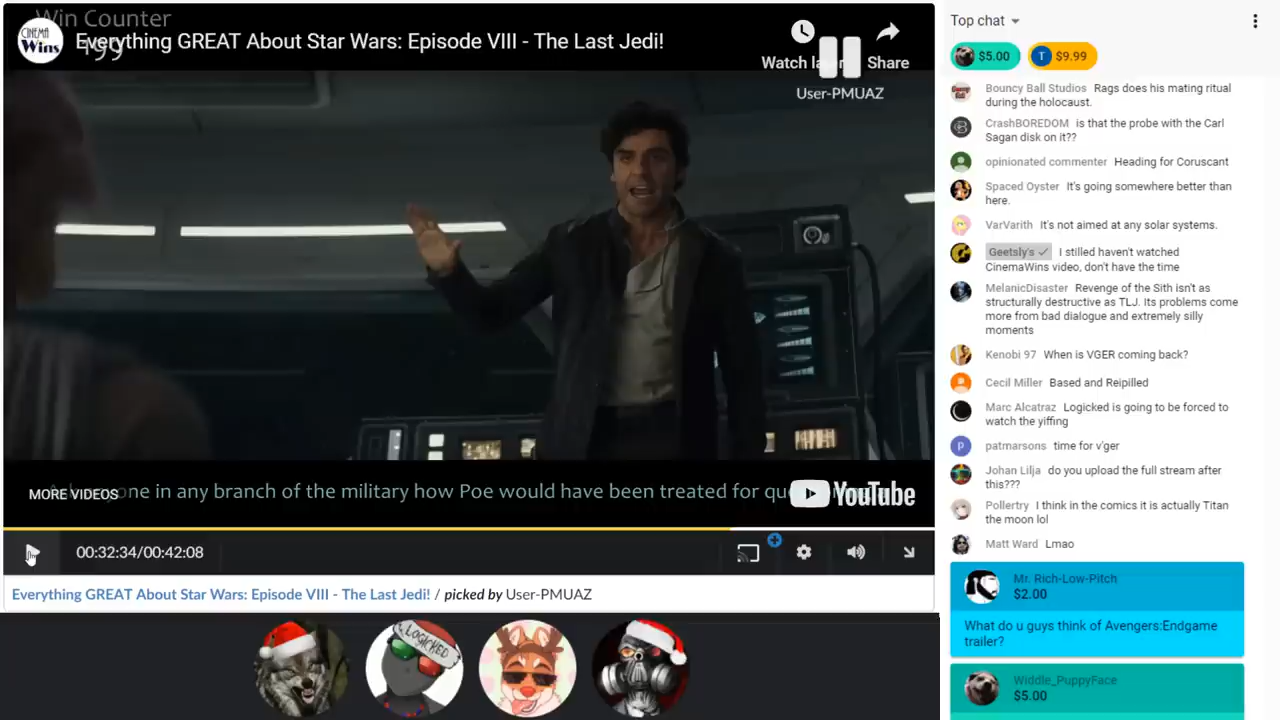 Win Counter
199
CINEMA
Wins
Everything GREAT About Star Wars: Episode VIII - The Last Jedi!
Watch later
Share
User-PMUAZ
MORE VIDEOS
one in any branch of the military how Poe would have been treated for
YouTube
00:32:34/00:42:08
Everything GREAT About Star Wars: Episode VIII - The Last Jedi! / picked by User-PMUAZ
LOGICKED
Top chat
$5.00
T $9.99
Bouncy Ball Studios Rags does his mating ritual
during the holocaust.
CrashBOREDOM is that the probe with the Carl
Sagan disk on it??
opinionated commenter Heading for Coruscant
Spaced Oyster It's going somewhere better than
here.
VarVarith It's not aimed at any solar systems.
Geetsly's I stilled haven't watched
CinemaWins video, don't have the time
MelanicDisaster Revenge of the Sith isn't as
structurally destructive as TLJ. Its problems come
more from bad dialogue and extremely silly
moments
Kenobi 97 When is VGER coming back?
Cecil Miller Based and Reipilled
Marc Alcatraz Logicked is going to be forced to
watch the yiffing
p patmarsons time for v'ger
Johan Lilja do you upload the full stream after
this???
Pollertry I think in the comics it is actually Titan
the moon lol
Matt Ward Lmao
Mr. Rich-Low-Pitch
$2.00
What do u guys think of Avengers:Endgame
trailer?
Widdle_PuppyFace
$5.00